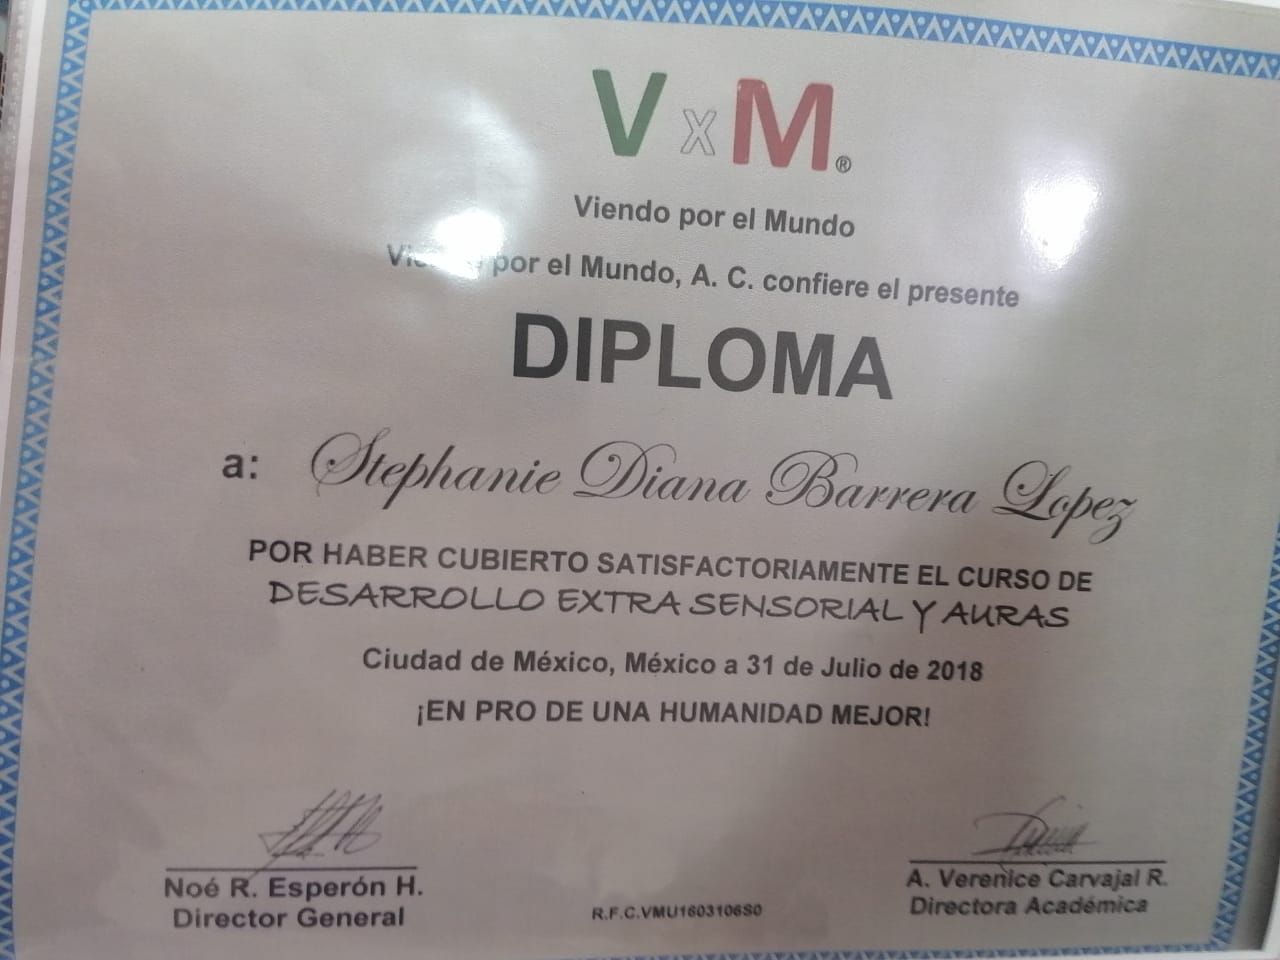 V x M®
Viendo por el Mundo
por el Mundo, A. C. confiere el presente
DIPLOMA
a: Stephanie Diana Barrera Lopez
POR HABER CUBIERTO SATISFACTORIAMENTE EL CURSO DE
DESARROLLO EXTRA SENSORIAL Y AURAS
Ciudad de México, México a 31 de Julio de 2018
¡EN PRO DE UNA HUMANIDAD MEJOR!
Noé R. Esperón H.
Director General
R.F.C.VMU1603106S0
A. Verenice Carvajal R.
Directora Académica